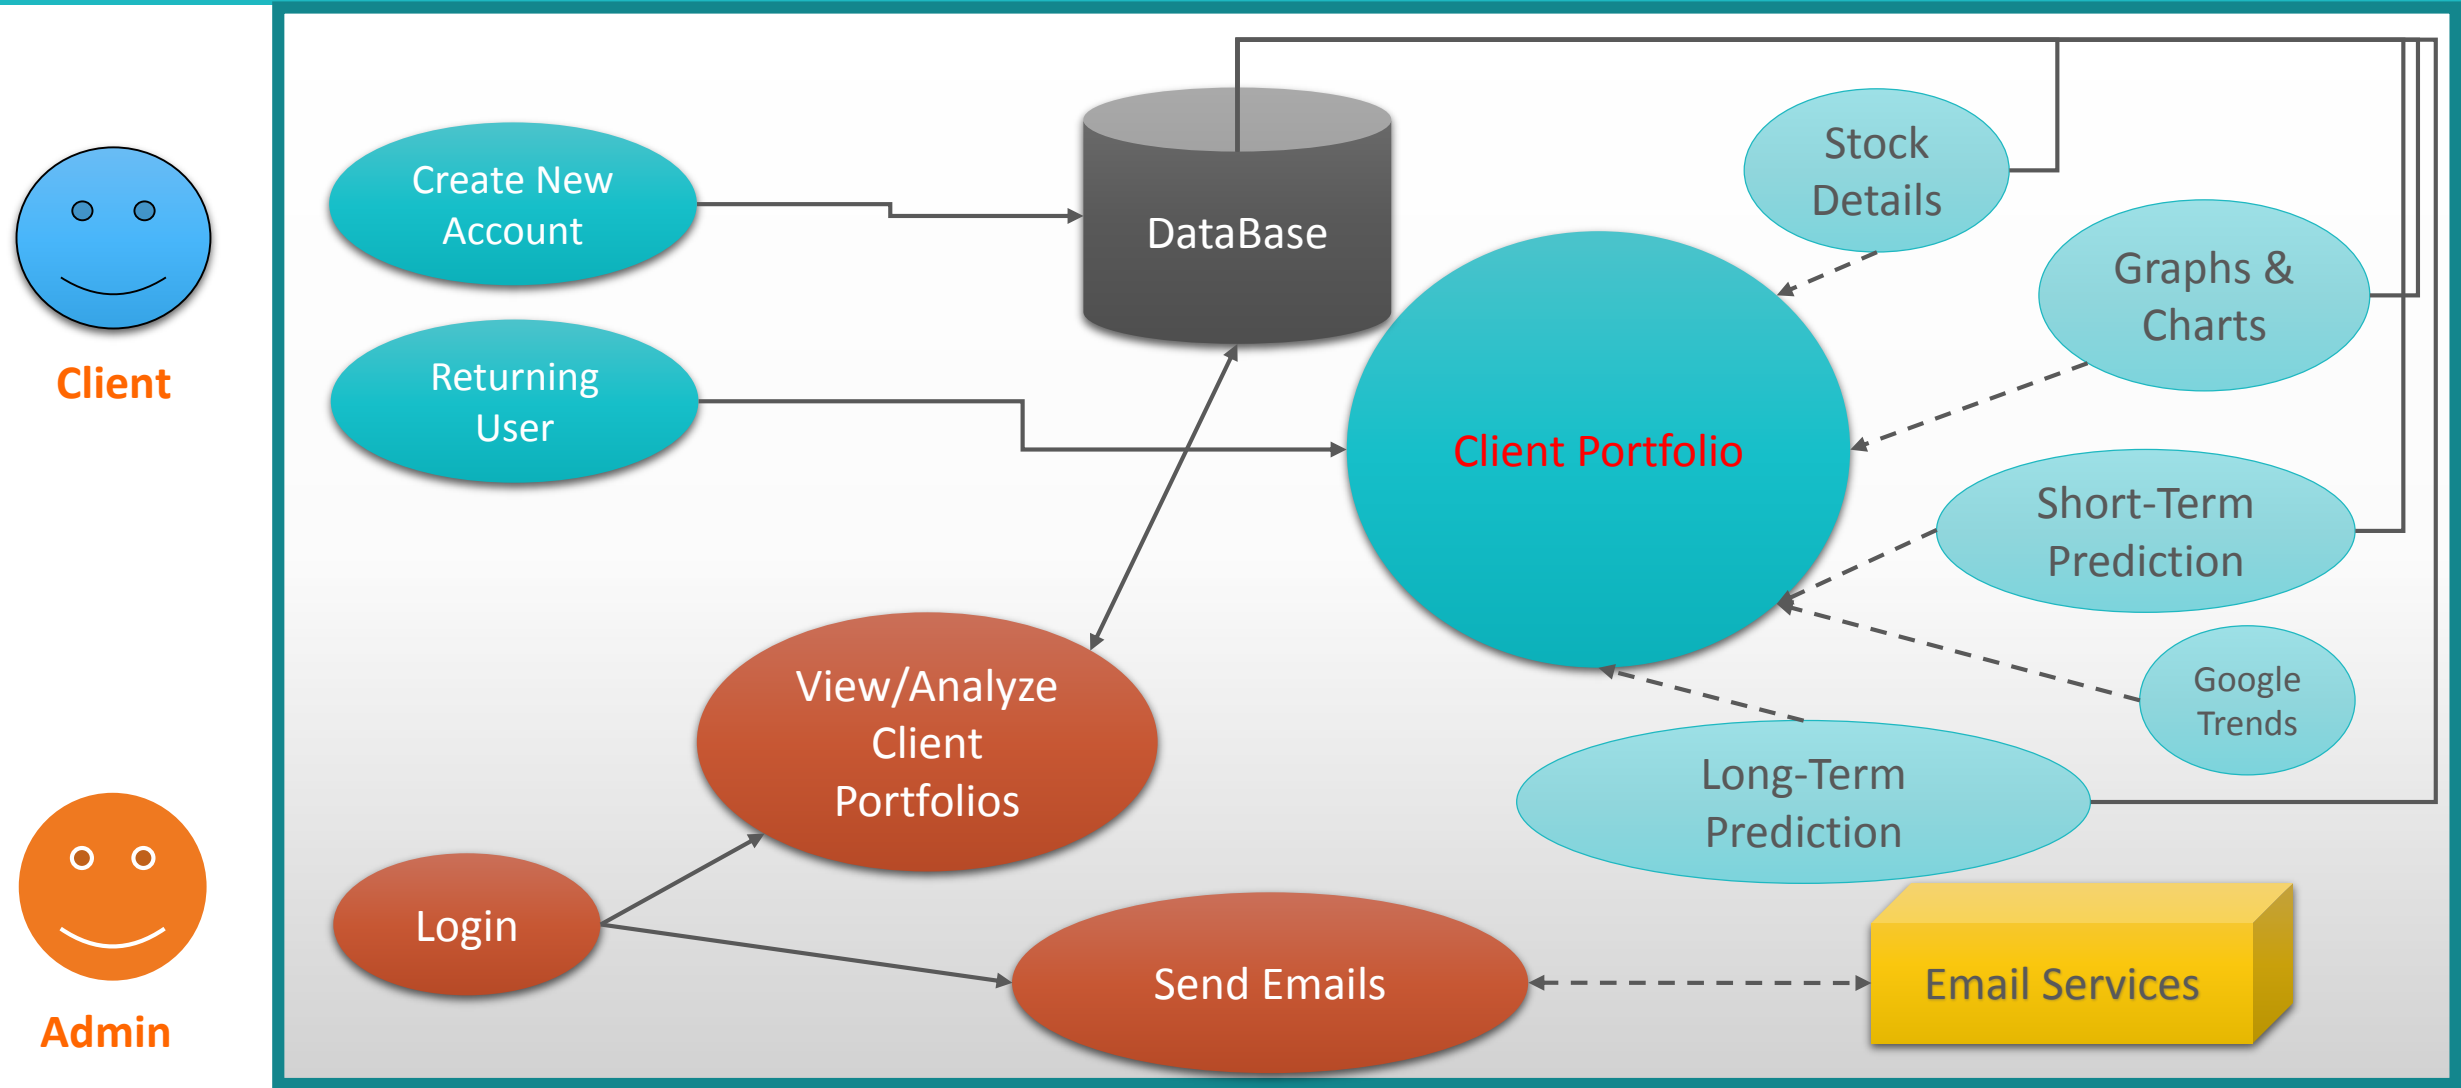 Client
Admin
Create New
Account
Returning
User
DataBase
Client Portfolio
Stock
Details
Graphs &
Charts
Short-Term
Prediction
Google
Trends
Long-Term
Prediction
View/Analyze
Client
Portfolios
Login
Send Emails
Email Services